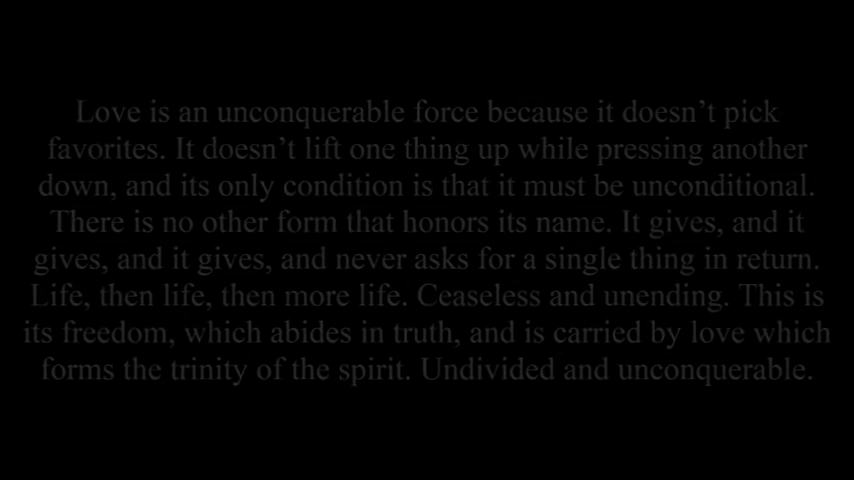 Love is an unconquerable force because it doesn’t pick
favorites. It doesn’t lift one thing up while pressing another
down, and its only condition is that it must be unconditional.
There is no other form that honors its name. It gives, and it
gives, and it gives, and never asks for a single thing in return.
Life, then life, then more life. Ceaseless and unending. This is
its freedom, which abides in truth, and is carried by love which
forms the trinity of the spirit. Undivided and unconquerable.